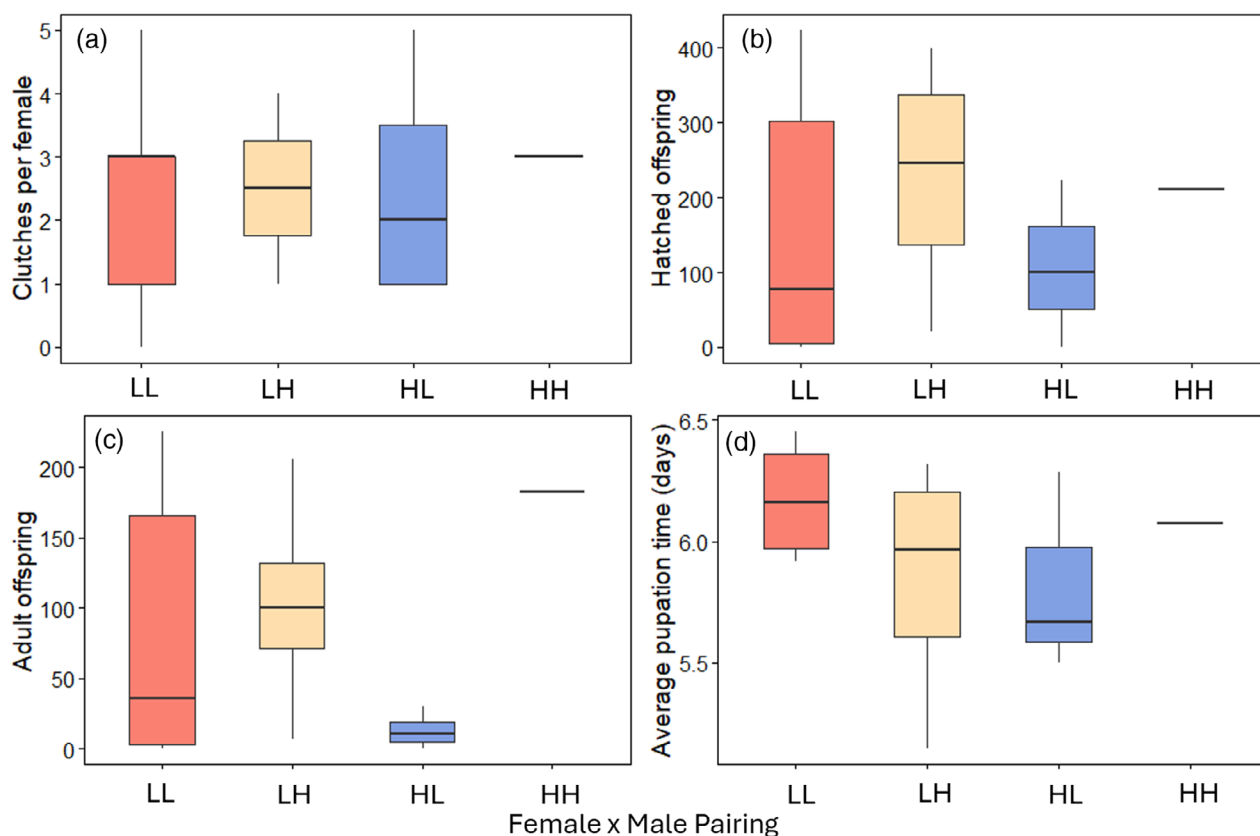 (a)
Clutches per female
5
4
3
2
1
0
LL LH HL HH
(b)
Hatched offspring
400
300
200
100
0
LL LH HL HH
(c)
Adult offspring
200
150
100
50
0
LL LH HL HH
(d)
Average pupation time (days)
6.5
6.0
5.5
LL LH HL HH
Female x Male Pairing